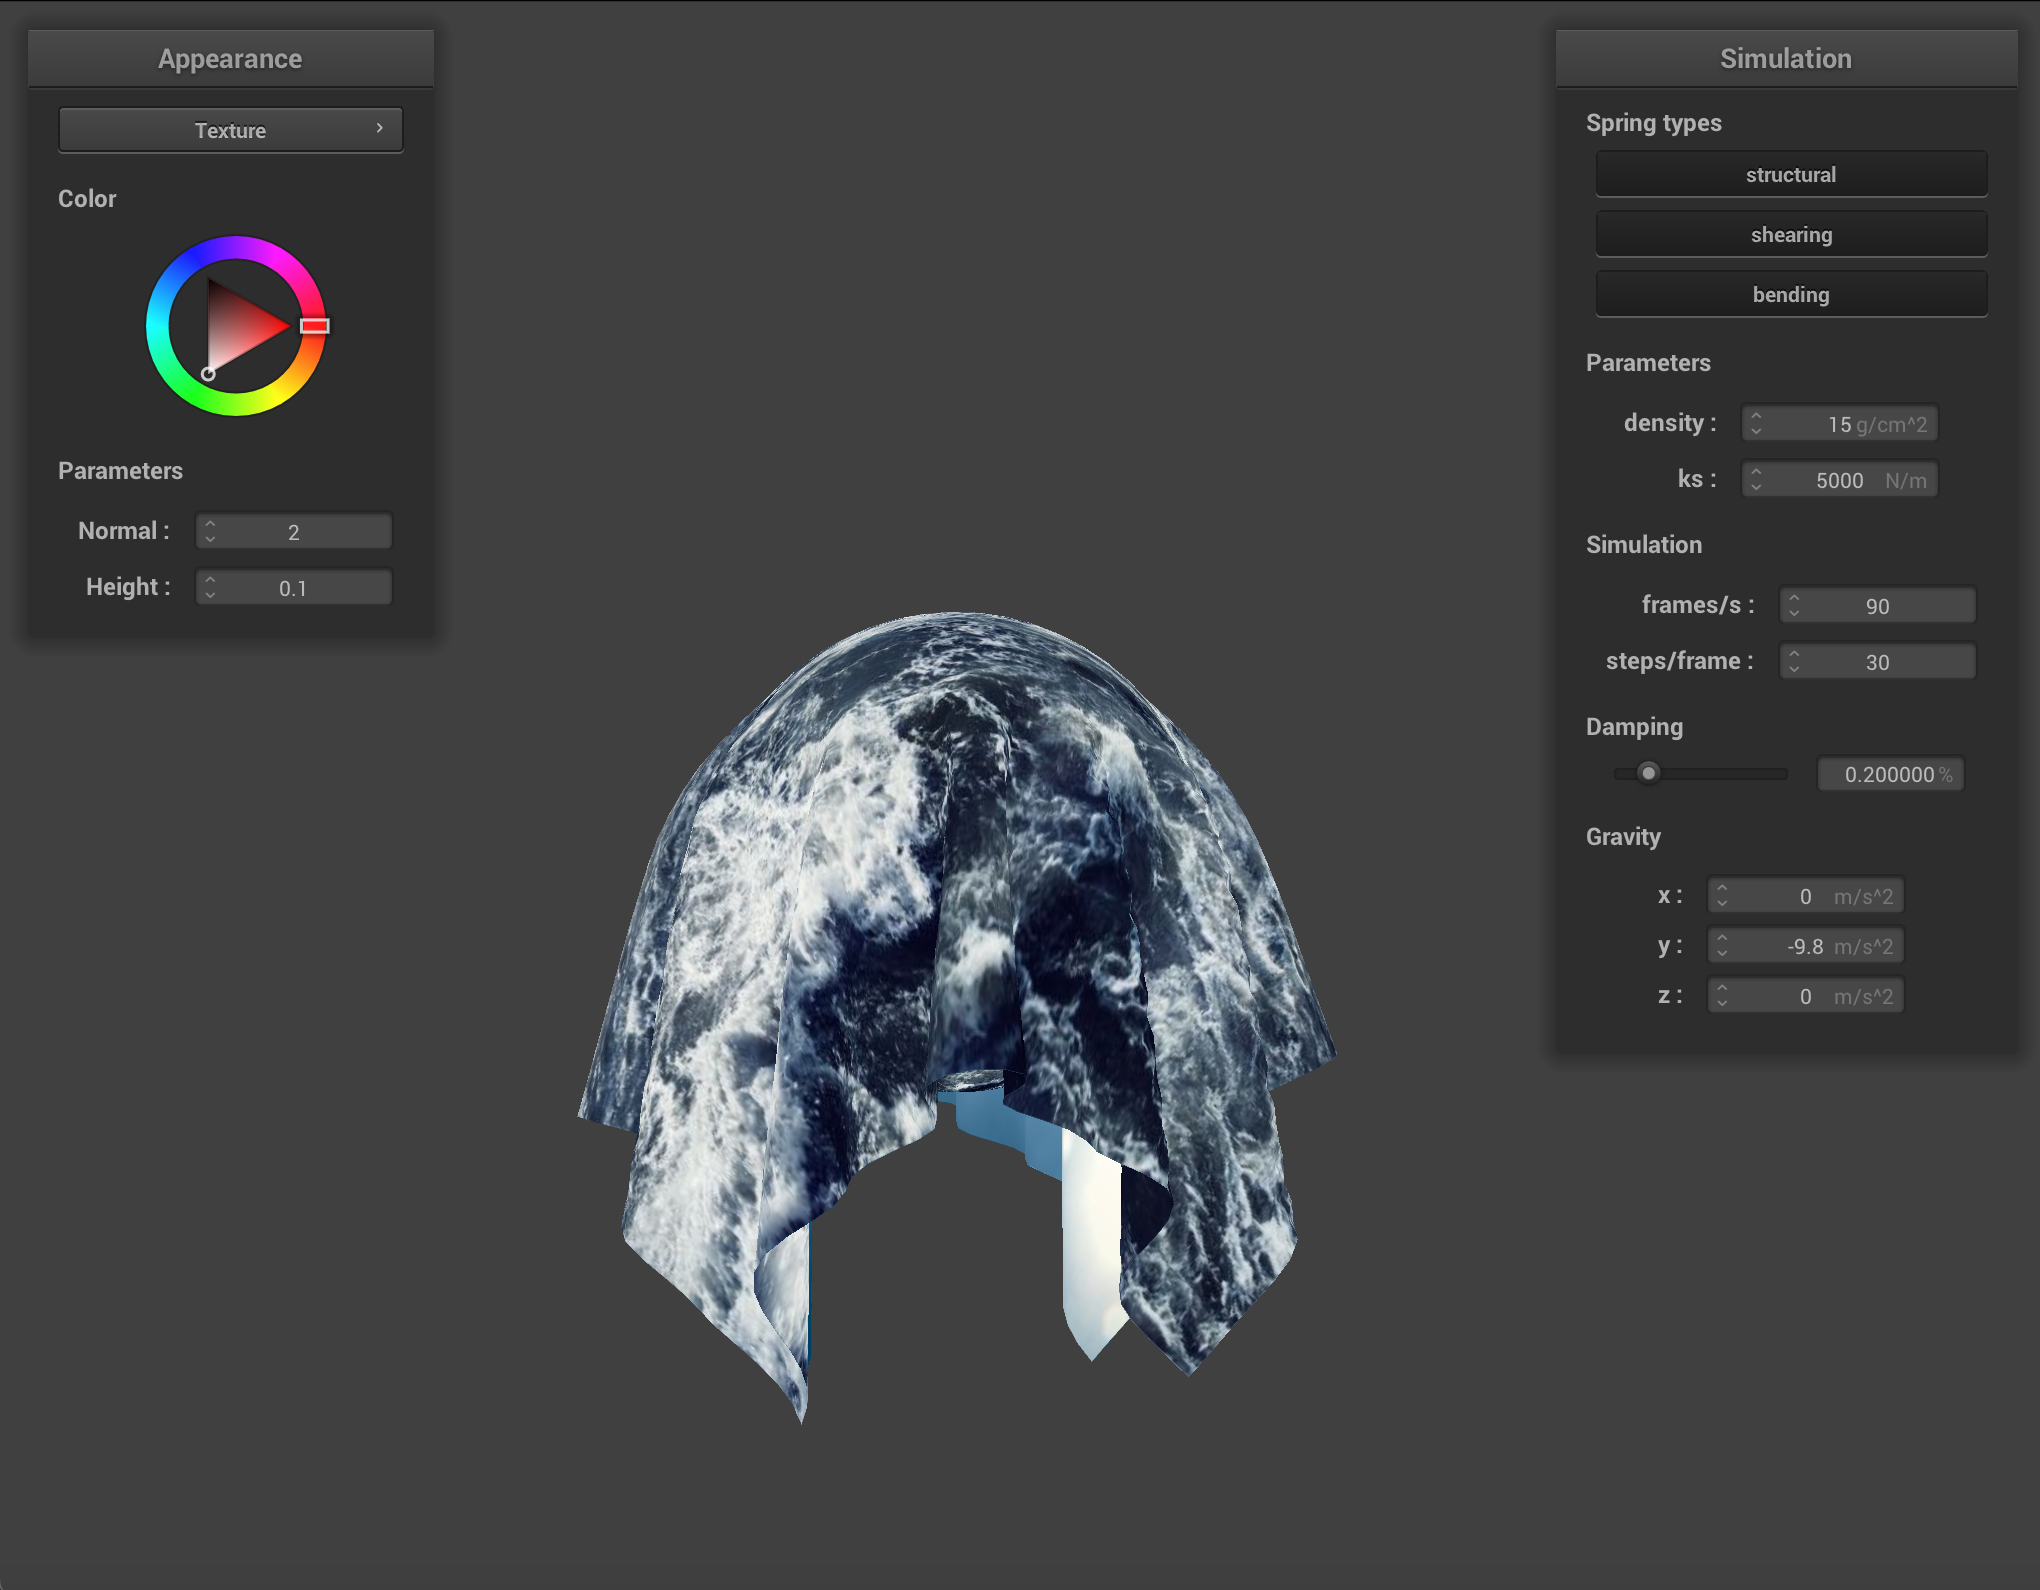 Appearance
Texture
Color
Parameters
Normal : 2
Height : 0.1
Simulation
Spring types
structural
shearing
bending
Parameters
density : 15 g/cm^2
ks : 5000 N/m
Simulation
frames/s : 90
steps/frame : 30
Damping
0.200000 %
Gravity
x : 0 m/s^2
y : -9.8 m/s^2
z : 0 m/s^2